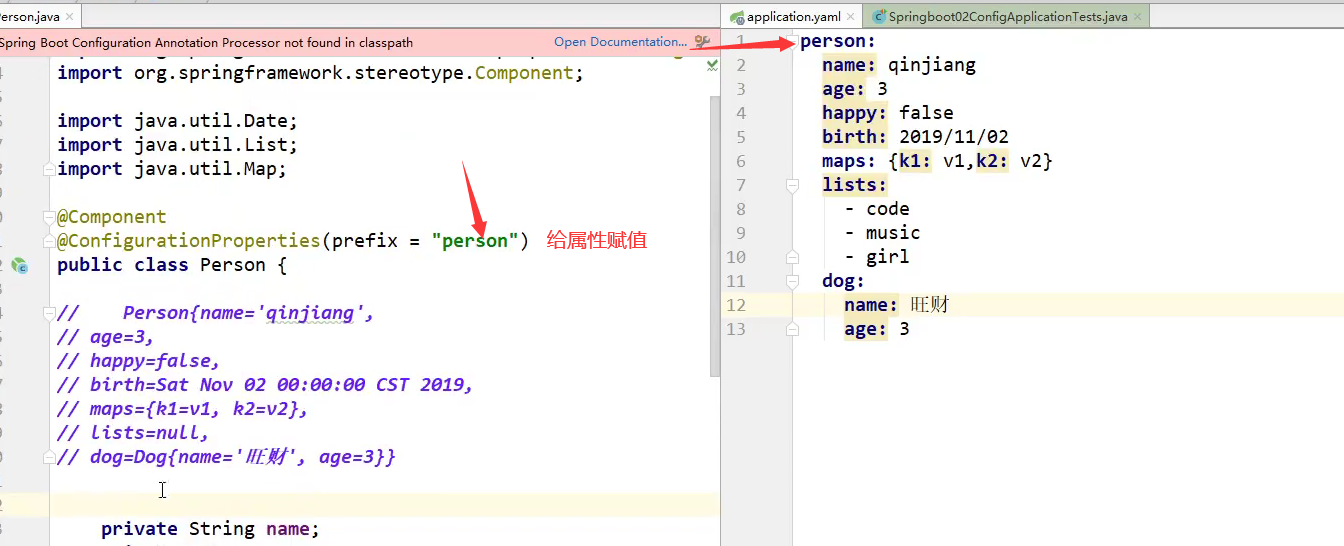 erson.java
Spring Boot Configuration Annotation Processor not found in classpath
Open Documentation...
import org.springframework.stereotype.Component;
import java.util.Date;
import java.util.List;
import java.util.Map;
@Component
@ConfigurationProperties(prefix = "person") 给属性赋值
public class Person {
//    Person{name='qinjiang',
// age=3,
// happy=false,
// birth=Sat Nov 02 00:00:00 CST 2019,
// maps={k1=v1, k2=v2},
// lists=null,
// dog=Dog{name='旺财', age=3}}
private String name;
application.yaml
Springboot02ConfigApplicationTests.java
1 person:
2   name: qinjiang
3   age: 3
4   happy: false
5   birth: 2019/11/02
6   maps: {k1: v1,k2: v2}
7   lists:
8     - code
9     - music
10     - girl
11   dog:
12     name: 旺财
13     age: 3